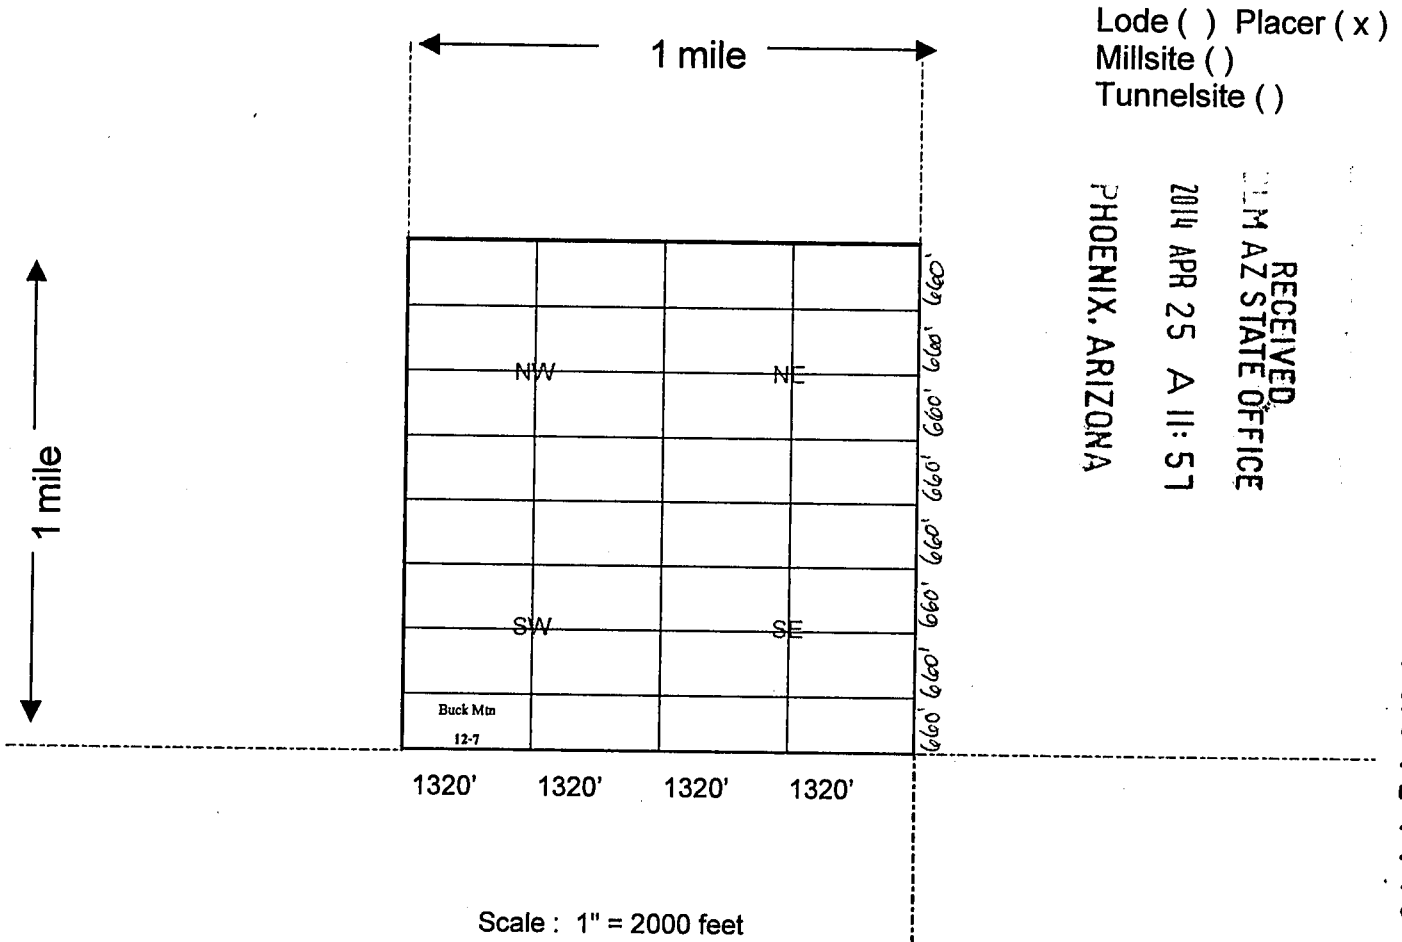 Lode ( ) Placer ( x )
Millsite ( )
Tunnelsite ( )
1 mile
RECEIVED
AZ STATE OFFICE
2014 APR 25 A 11: 57
PHOENIX, ARIZONA
1 mile
NW
NE
SW
SE
660'
660'
660'
660'
660'
660'
660'
660'
Buck Mtn
12-7
1320' 1320' 1320' 1320'
Scale : 1" = 2000 feet